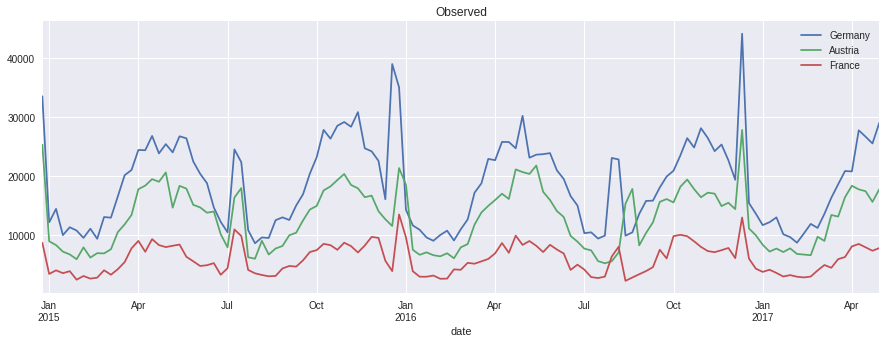 Observed
Germany
Austria
France
40000
30000
20000
10000
Jan Apr Jul Oct Jan Apr Jul Oct Jan Apr
2015 2016 2017
date